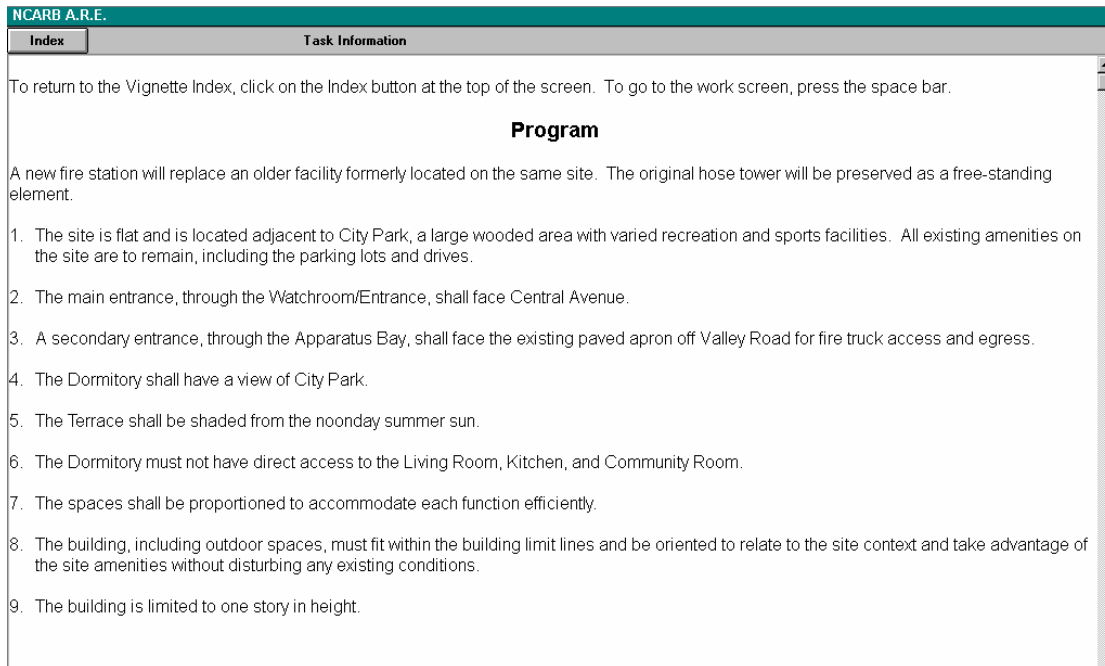 NCARB A.R.E.
Index
Task Information
To return to the Vignette Index, click on the Index button at the top of the screen.  To go to the work screen, press the space bar.
Program
A new fire station will replace an older facility formerly located on the same site.  The original hose tower will be preserved as a free-standing
element.
1.  The site is flat and is located adjacent to City Park, a large wooded area with varied recreation and sports facilities.  All existing amenities on
the site are to remain, including the parking lots and drives.
2.  The main entrance, through the Watchroom/Entrance, shall face Central Avenue.
3.  A secondary entrance, through the Apparatus Bay, shall face the existing paved apron off Valley Road for fire truck access and egress.
4.  The Dormitory shall have a view of City Park.
5.  The Terrace shall be shaded from the noonday summer sun.
6.  The Dormitory must not have direct access to the Living Room, Kitchen, and Community Room.
7.  The spaces shall be proportioned to accommodate each function efficiently.
8.  The building, including outdoor spaces, must fit within the building limit lines and be oriented to relate to the site context and take advantage of
the site amenities without disturbing any existing conditions.
9.  The building is limited to one story in height.